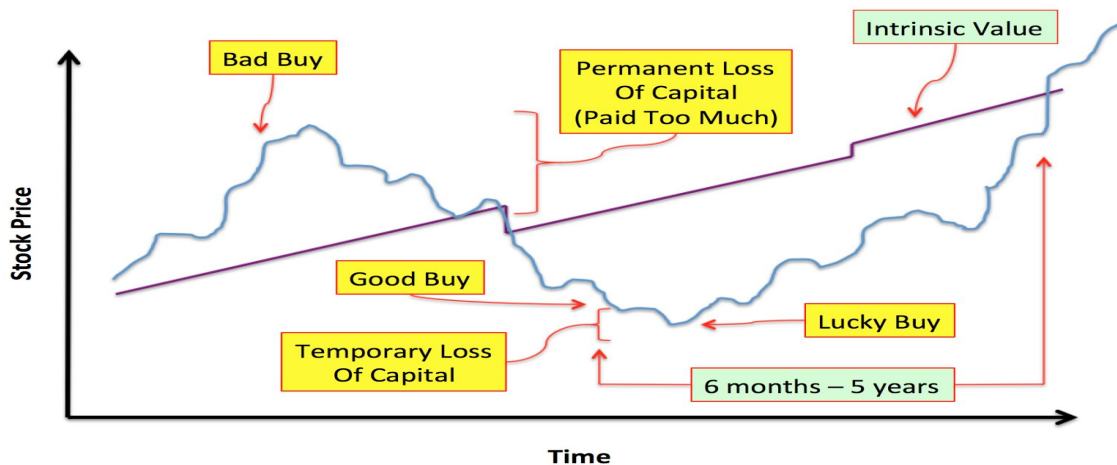 Intrinsic Value
Bad Buy
Permanent Loss
Of Capital
(Paid Too Much)
Stock Price
Good Buy
Lucky Buy
Temporary Loss
Of Capital
6 months – 5 years
Time